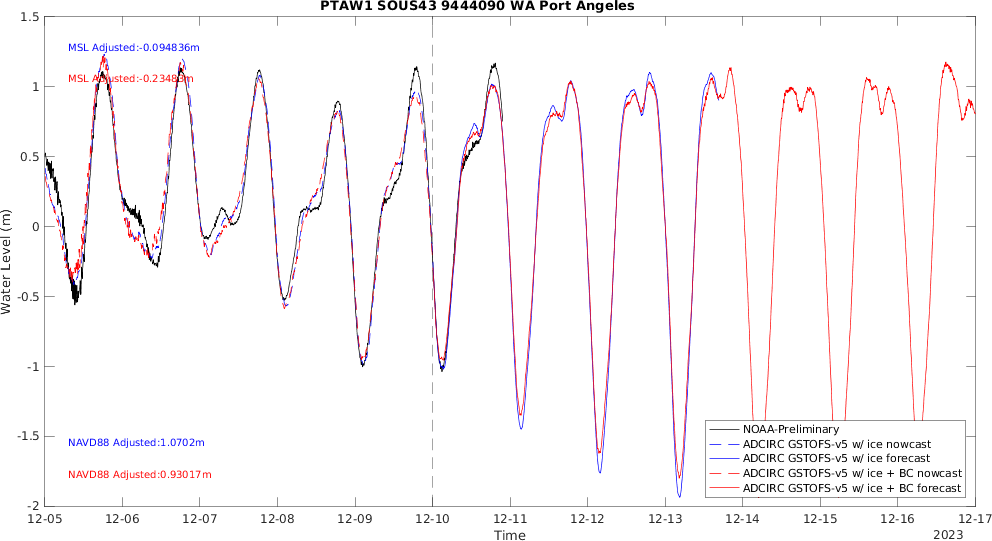 PTAW1 SOUS43 9444090 WA Port Angeles
1.5
1
0.5
0
-0.5
-1
-1.5
-2
Water Level (m)
MSL Adjusted:-0.094836m
MSL Adjusted:
NAVD88 Adjusted:1.0702m
NAVD88 Adjusted:0.93017m
NOAA-Preliminary
ADCIRC GSTOFS-v5 w/ ice nowcast
ADCIRC GSTOFS-v5 w/ ice forecast
ADCIRC GSTOFS-v5 w/ ice + BC nowcast
ADCIRC GSTOFS-v5 w/ ice + BC forecast
12-05 12-06 12-07 12-08 12-09 12-10 12-11 12-12 12-13 12-14 12-15 12-16 12-17
Time
2023